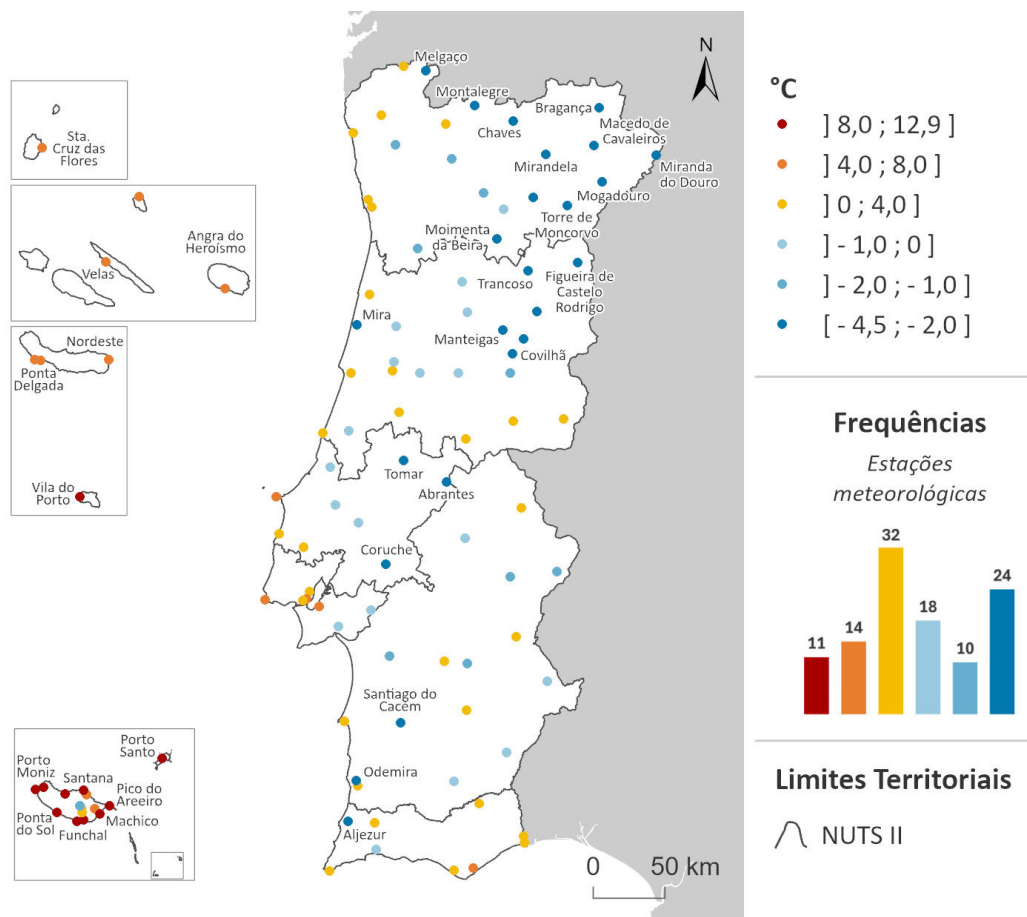 Melgaço
Montalegre
Bragança
Chaves
Macedo de
Cavaleiros
Mirandela
Miranda
do Douro
Mogadouro
Torre de
Moncorvo
Moimenta
da Beira
Trancoso
Figueira de
Castelo
Rodrigo
Mira
Manteigas
Covilhã
Tomar
Abrantes
Coruche
Santiago do
Cacém
Odemira
Aljezur
Sta.
Cruz das
Flores
Angra do
Heroísmo
Velas
Nordeste
Ponta
Delgada
Vila do
Porto
Porto
Santo
Porto
Moniz
Santana
Pico do
Areeiro
Ponta
do Sol
Machico
Funchal
N
0 50 km
°C
] 8,0 ; 12,9 ]
] 4,0 ; 8,0 ]
] 0 ; 4,0 ]
] - 1,0 ; 0 ]
] - 2,0 ; - 1,0 ]
[ - 4,5 ; - 2,0 ]
Frequências
Estações
meteorológicas
11 14 32 18 10 24
Limites Territoriais
NUTS II